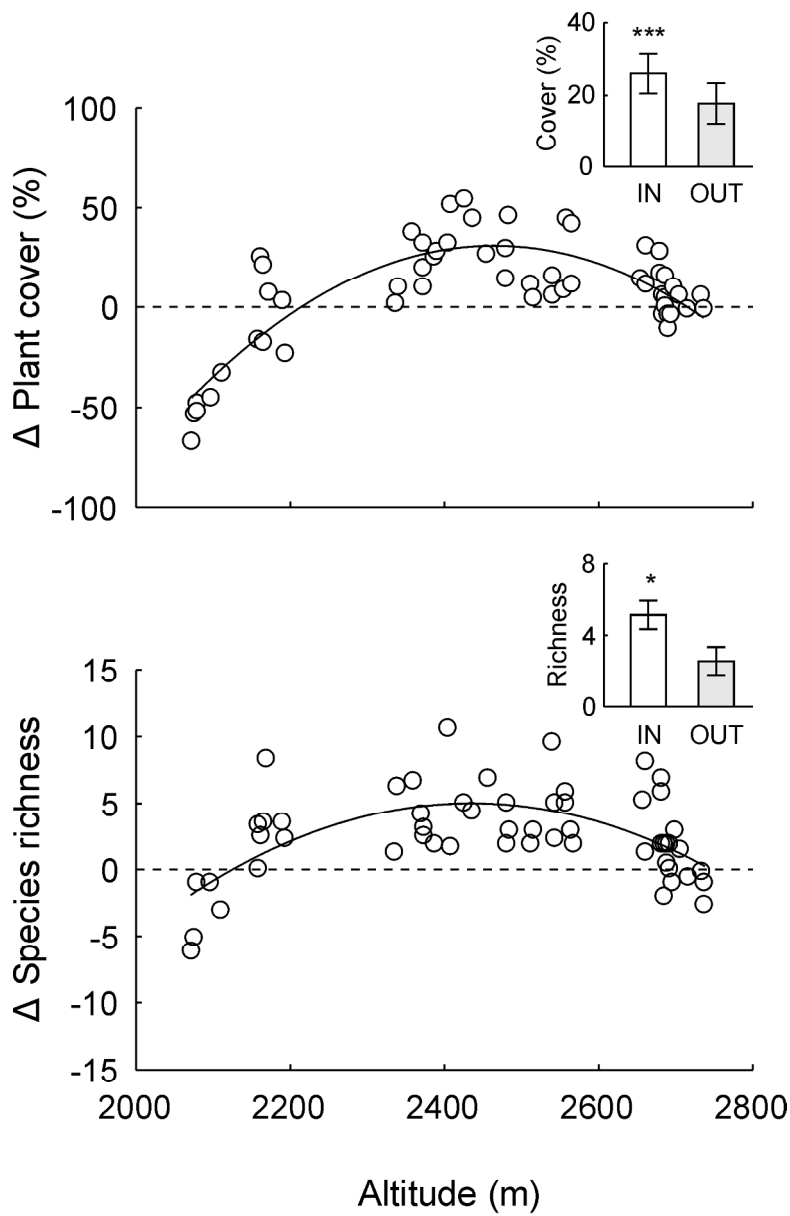 ***
40
20
0
Cover (%)
IN OUT
100
50
0
-50
-100
Δ Plant cover (%)
8
4
0
Richness
*
IN OUT
15
10
5
0
-5
-10
-15
Δ Species richness
2000 2200 2400 2600 2800
Altitude (m)